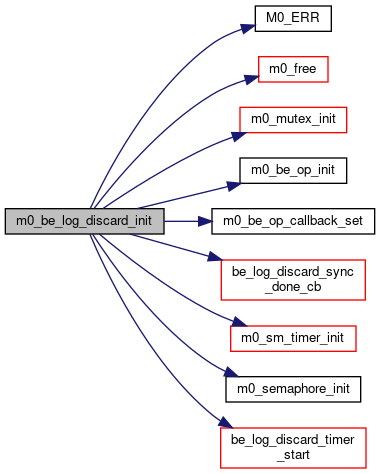 M0_ERR
m0_free
m0_mutex_init
m0_be_op_init
m0_be_log_discard_init
m0_be_op_callback_set
be_log_discard_sync
_done_cb
m0_sm_timer_init
m0_semaphore_init
be_log_discard_timer
_start